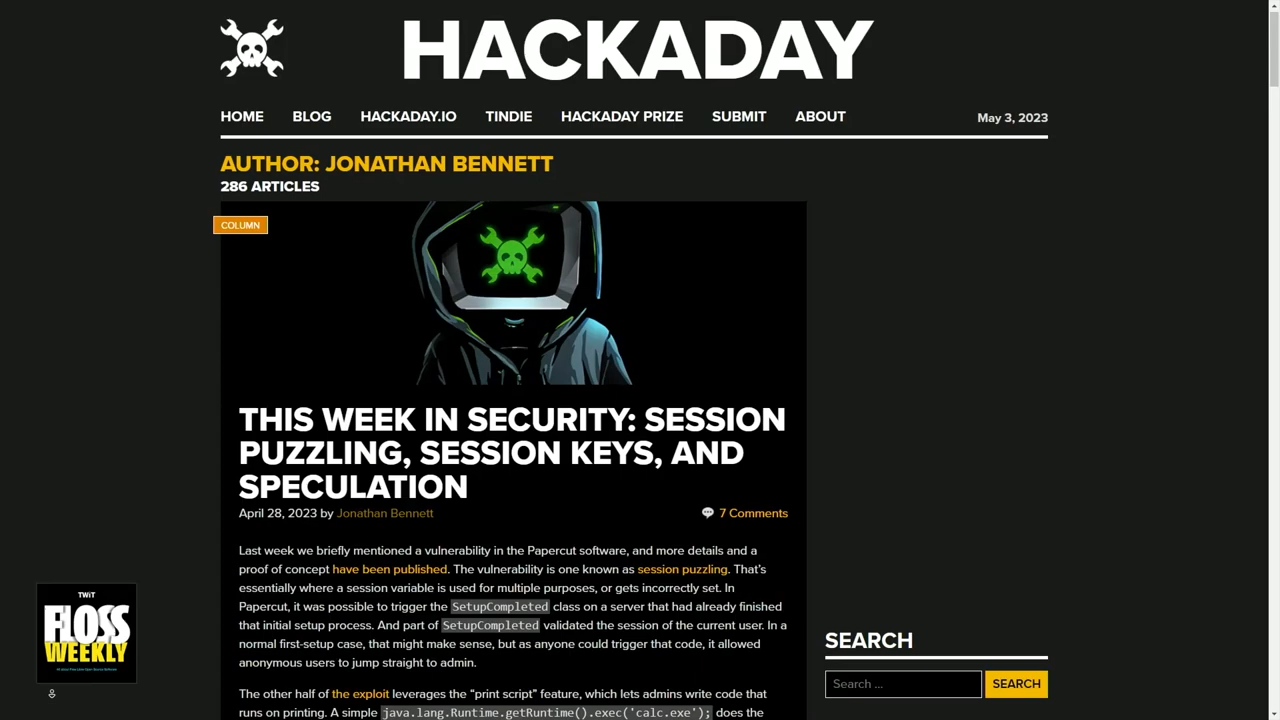 HACKADAY
HOME BLOG HACKADAY.IO TINDIE HACKADAY PRIZE SUBMIT ABOUT May 3, 2023
AUTHOR: JONATHAN BENNETT
286 ARTICLES
COLUMN
THIS WEEK IN SECURITY: SESSION
PUZZLING, SESSION KEYS, AND
SPECULATION
April 28, 2023 by Jonathan Bennett 7 Comments
Last week we briefly mentioned a vulnerability in the Papercut software, and more details and a
proof of concept have been published. The vulnerability is one known as session puzzling. That's
essentially where a session variable is used for multiple purposes, or gets incorrectly set. In
Papercut, it was possible to trigger the SetupCompleted class on a server that had already finished
that initial setup process. And part of SetupCompleted validated the session of the current user. In a
normal first-setup case, that might make sense, but as anyone could trigger that code, it allowed
anonymous users to jump straight to admin.
The other half of the exploit leverages the “print script” feature, which lets admins write code that
runs on printing. A simple java.lang.Runtime.getRuntime().exec('calc.exe'); does the
SEARCH
Search ... SEARCH
TWiT
FLOSS
WEEKLY